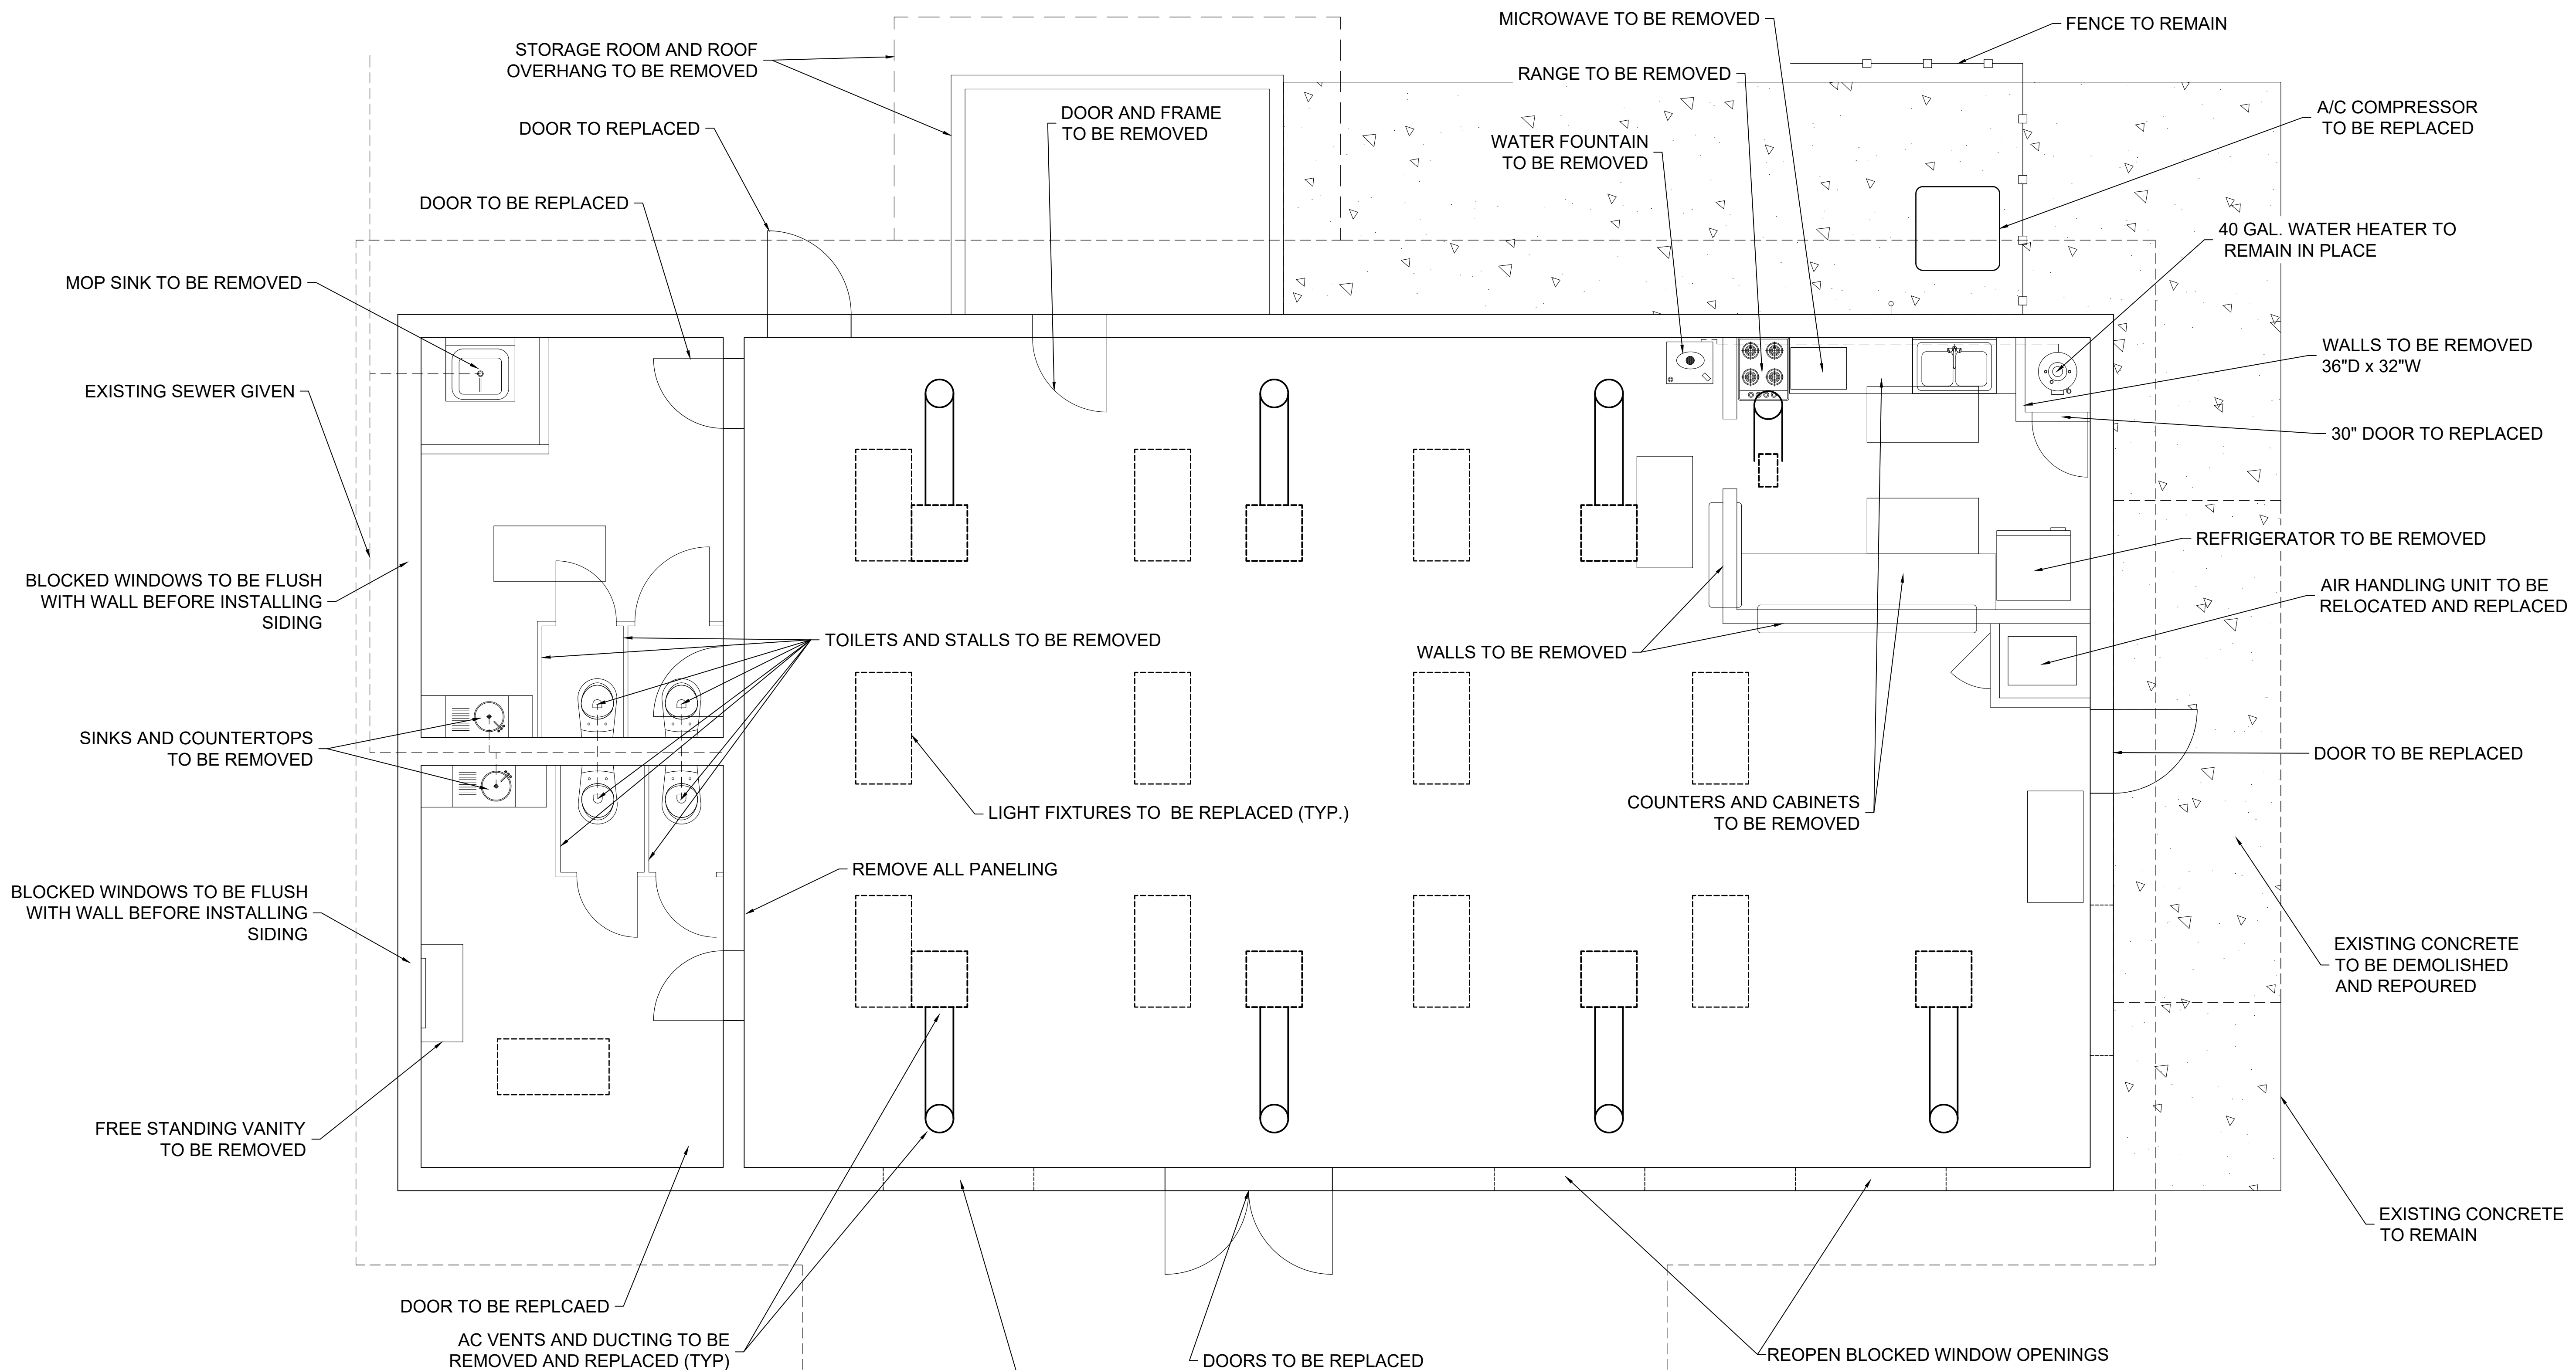 MICROWAVE TO BE REMOVED
FENCE TO REMAIN
STORAGE ROOM AND ROOF
OVERHANG TO BE REMOVED
RANGE TO BE REMOVED
DOOR AND FRAME
TO BE REMOVED
A/C COMPRESSOR
TO BE REPLACED
DOOR TO REPLACED
WATER FOUNTAIN
TO BE REMOVED
DOOR TO BE REPLACED
40 GAL. WATER HEATER TO
REMAIN IN PLACE
MOP SINK TO BE REMOVED
WALLS TO BE REMOVED
36"D x 32"W
EXISTING SEWER GIVEN
30" DOOR TO REPLACED
REFRIGERATOR TO BE REMOVED
BLOCKED WINDOWS TO BE FLUSH
WITH WALL BEFORE INSTALLING
SIDING
AIR HANDLING UNIT TO BE
RELOCATED AND REPLACED
TOILETS AND STALLS TO BE REMOVED
WALLS TO BE REMOVED
SINKS AND COUNTERTOPS
TO BE REMOVED
DOOR TO BE REPLACED
LIGHT FIXTURES TO  BE REPLACED (TYP.)
COUNTERS AND CABINETS
TO BE REMOVED
REMOVE ALL PANELING
BLOCKED WINDOWS TO BE FLUSH
WITH WALL BEFORE INSTALLING
SIDING
EXISTING CONCRETE
TO BE DEMOLISHED
AND REPOURED
FREE STANDING VANITY
TO BE REMOVED
EXISTING CONCRETE
TO REMAIN
DOOR TO BE REPLCAED
AC VENTS AND DUCTING TO BE
REMOVED AND REPLACED (TYP)
DOORS TO BE REPLACED
REOPEN BLOCKED WINDOW OPENINGS